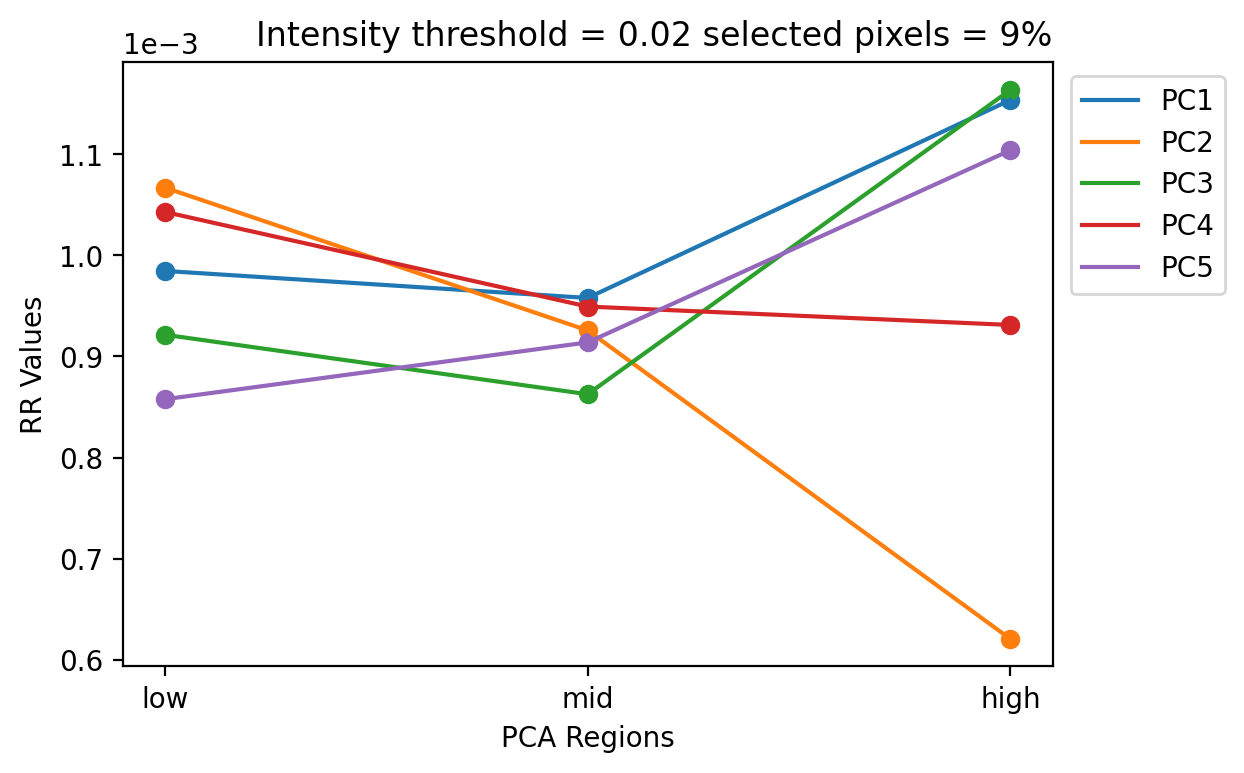 Intensity threshold = 0.02 selected pixels = 9%
1e−3
1.1
1.0
0.9
0.8
0.7
0.6
RR Values
low
mid
high
PCA Regions
PC1
PC2
PC3
PC4
PC5